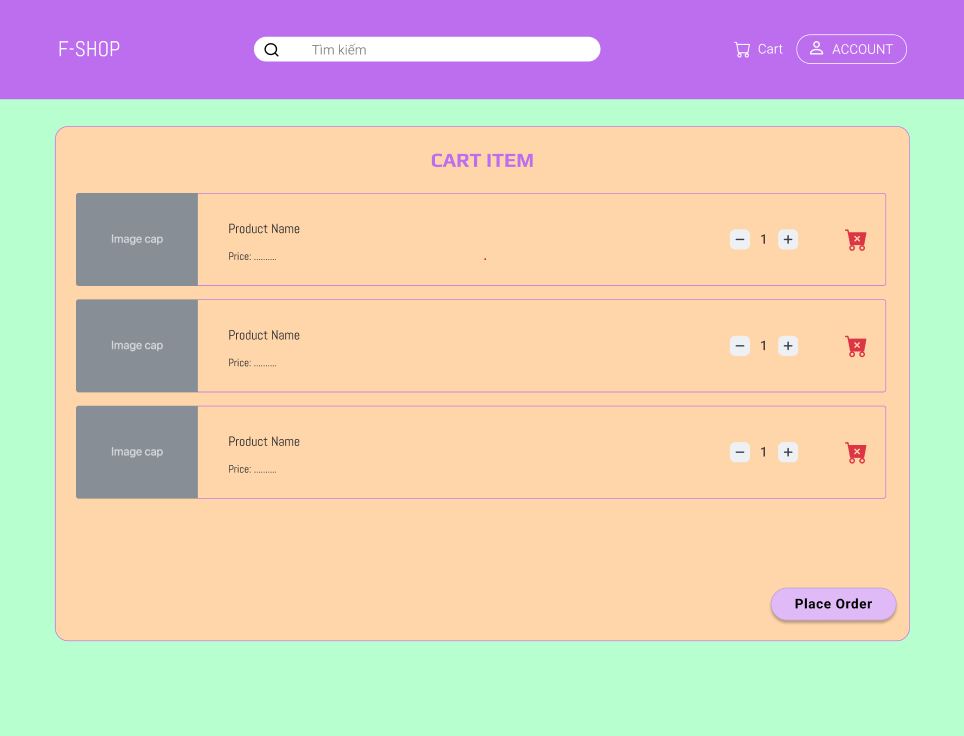 F-SHOP
Tìm kiếm
Cart
ACCOUNT
CART ITEM
Image cap
Product Name
Price: ..........
.
1
Image cap
Product Name
Price: ..........
1
Image cap
Product Name
Price: ..........
1
Place Order